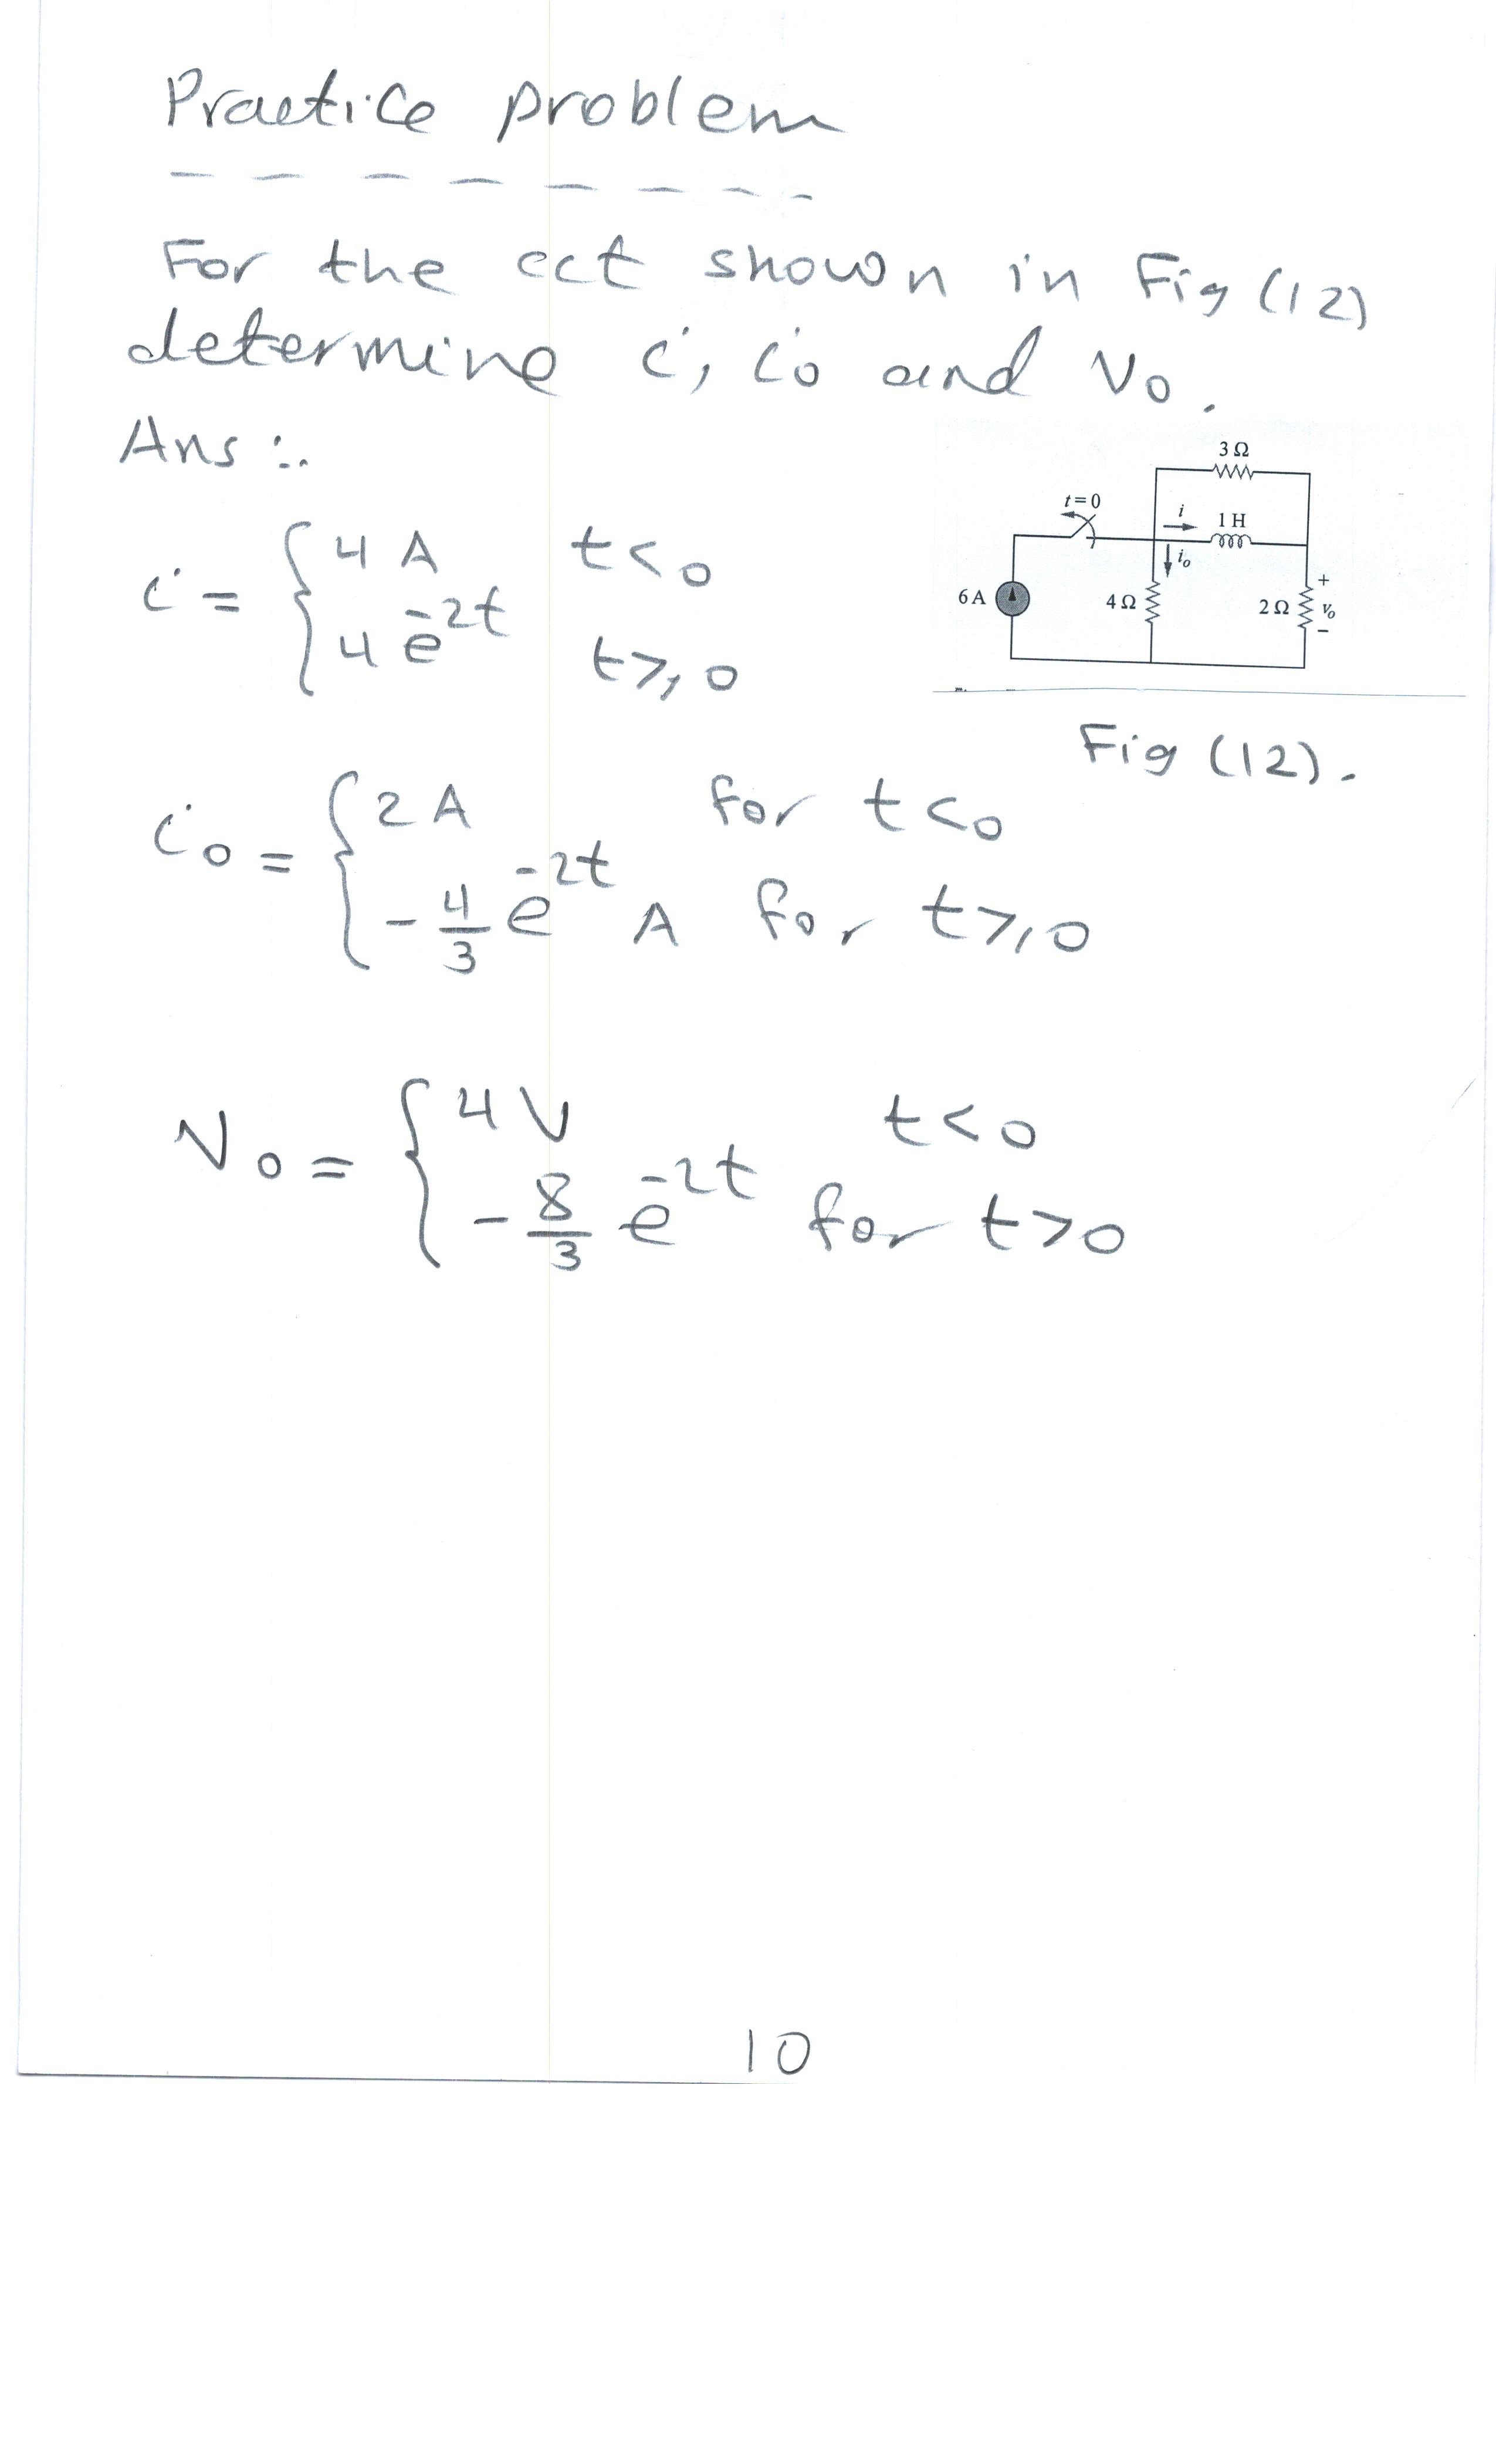 Practice problem
For the cct shown in Fig (12)
determine i, io and Vo.
Ans :.
3 Ω
t = 0
i
1 H
io
6 A
4 Ω
2 Ω
+
vo
−
i = { 4 A t<0
4 e^-2t t>,0
Fig (12).
io = { 2 A for t<0
-4/3 e^-2t A for t>,0
Vo = { 4 V t<0
-8/3 e^-2t for t>0
10